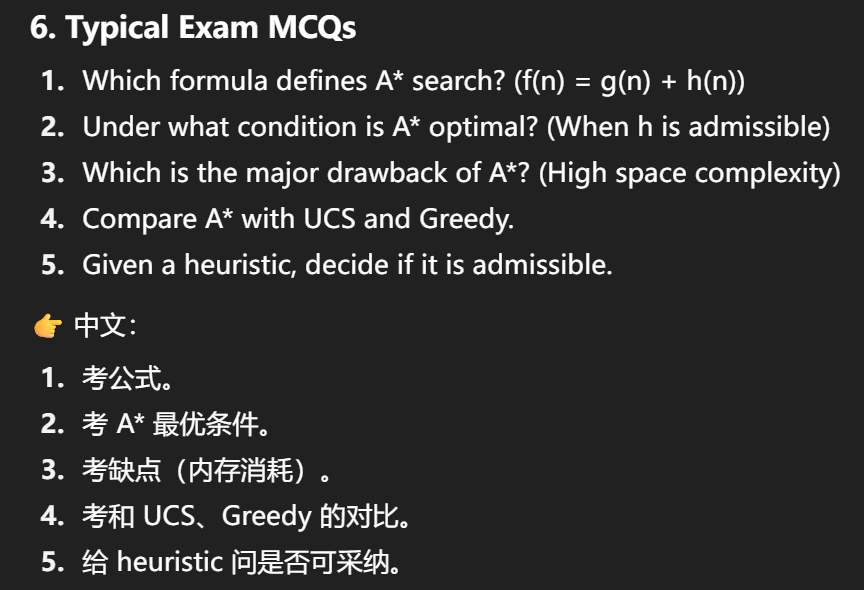 6. Typical Exam MCQs
1. Which formula defines A* search? (f(n) = g(n) + h(n))
2. Under what condition is A* optimal? (When h is admissible)
3. Which is the major drawback of A*? (High space complexity)
4. Compare A* with UCS and Greedy.
5. Given a heuristic, decide if it is admissible.
👉 中文：
1. 考公式。
2. 考 A* 最优条件。
3. 考缺点（内存消耗）。
4. 考和 UCS、Greedy 的对比。
5. 给 heuristic 问是否可采纳。